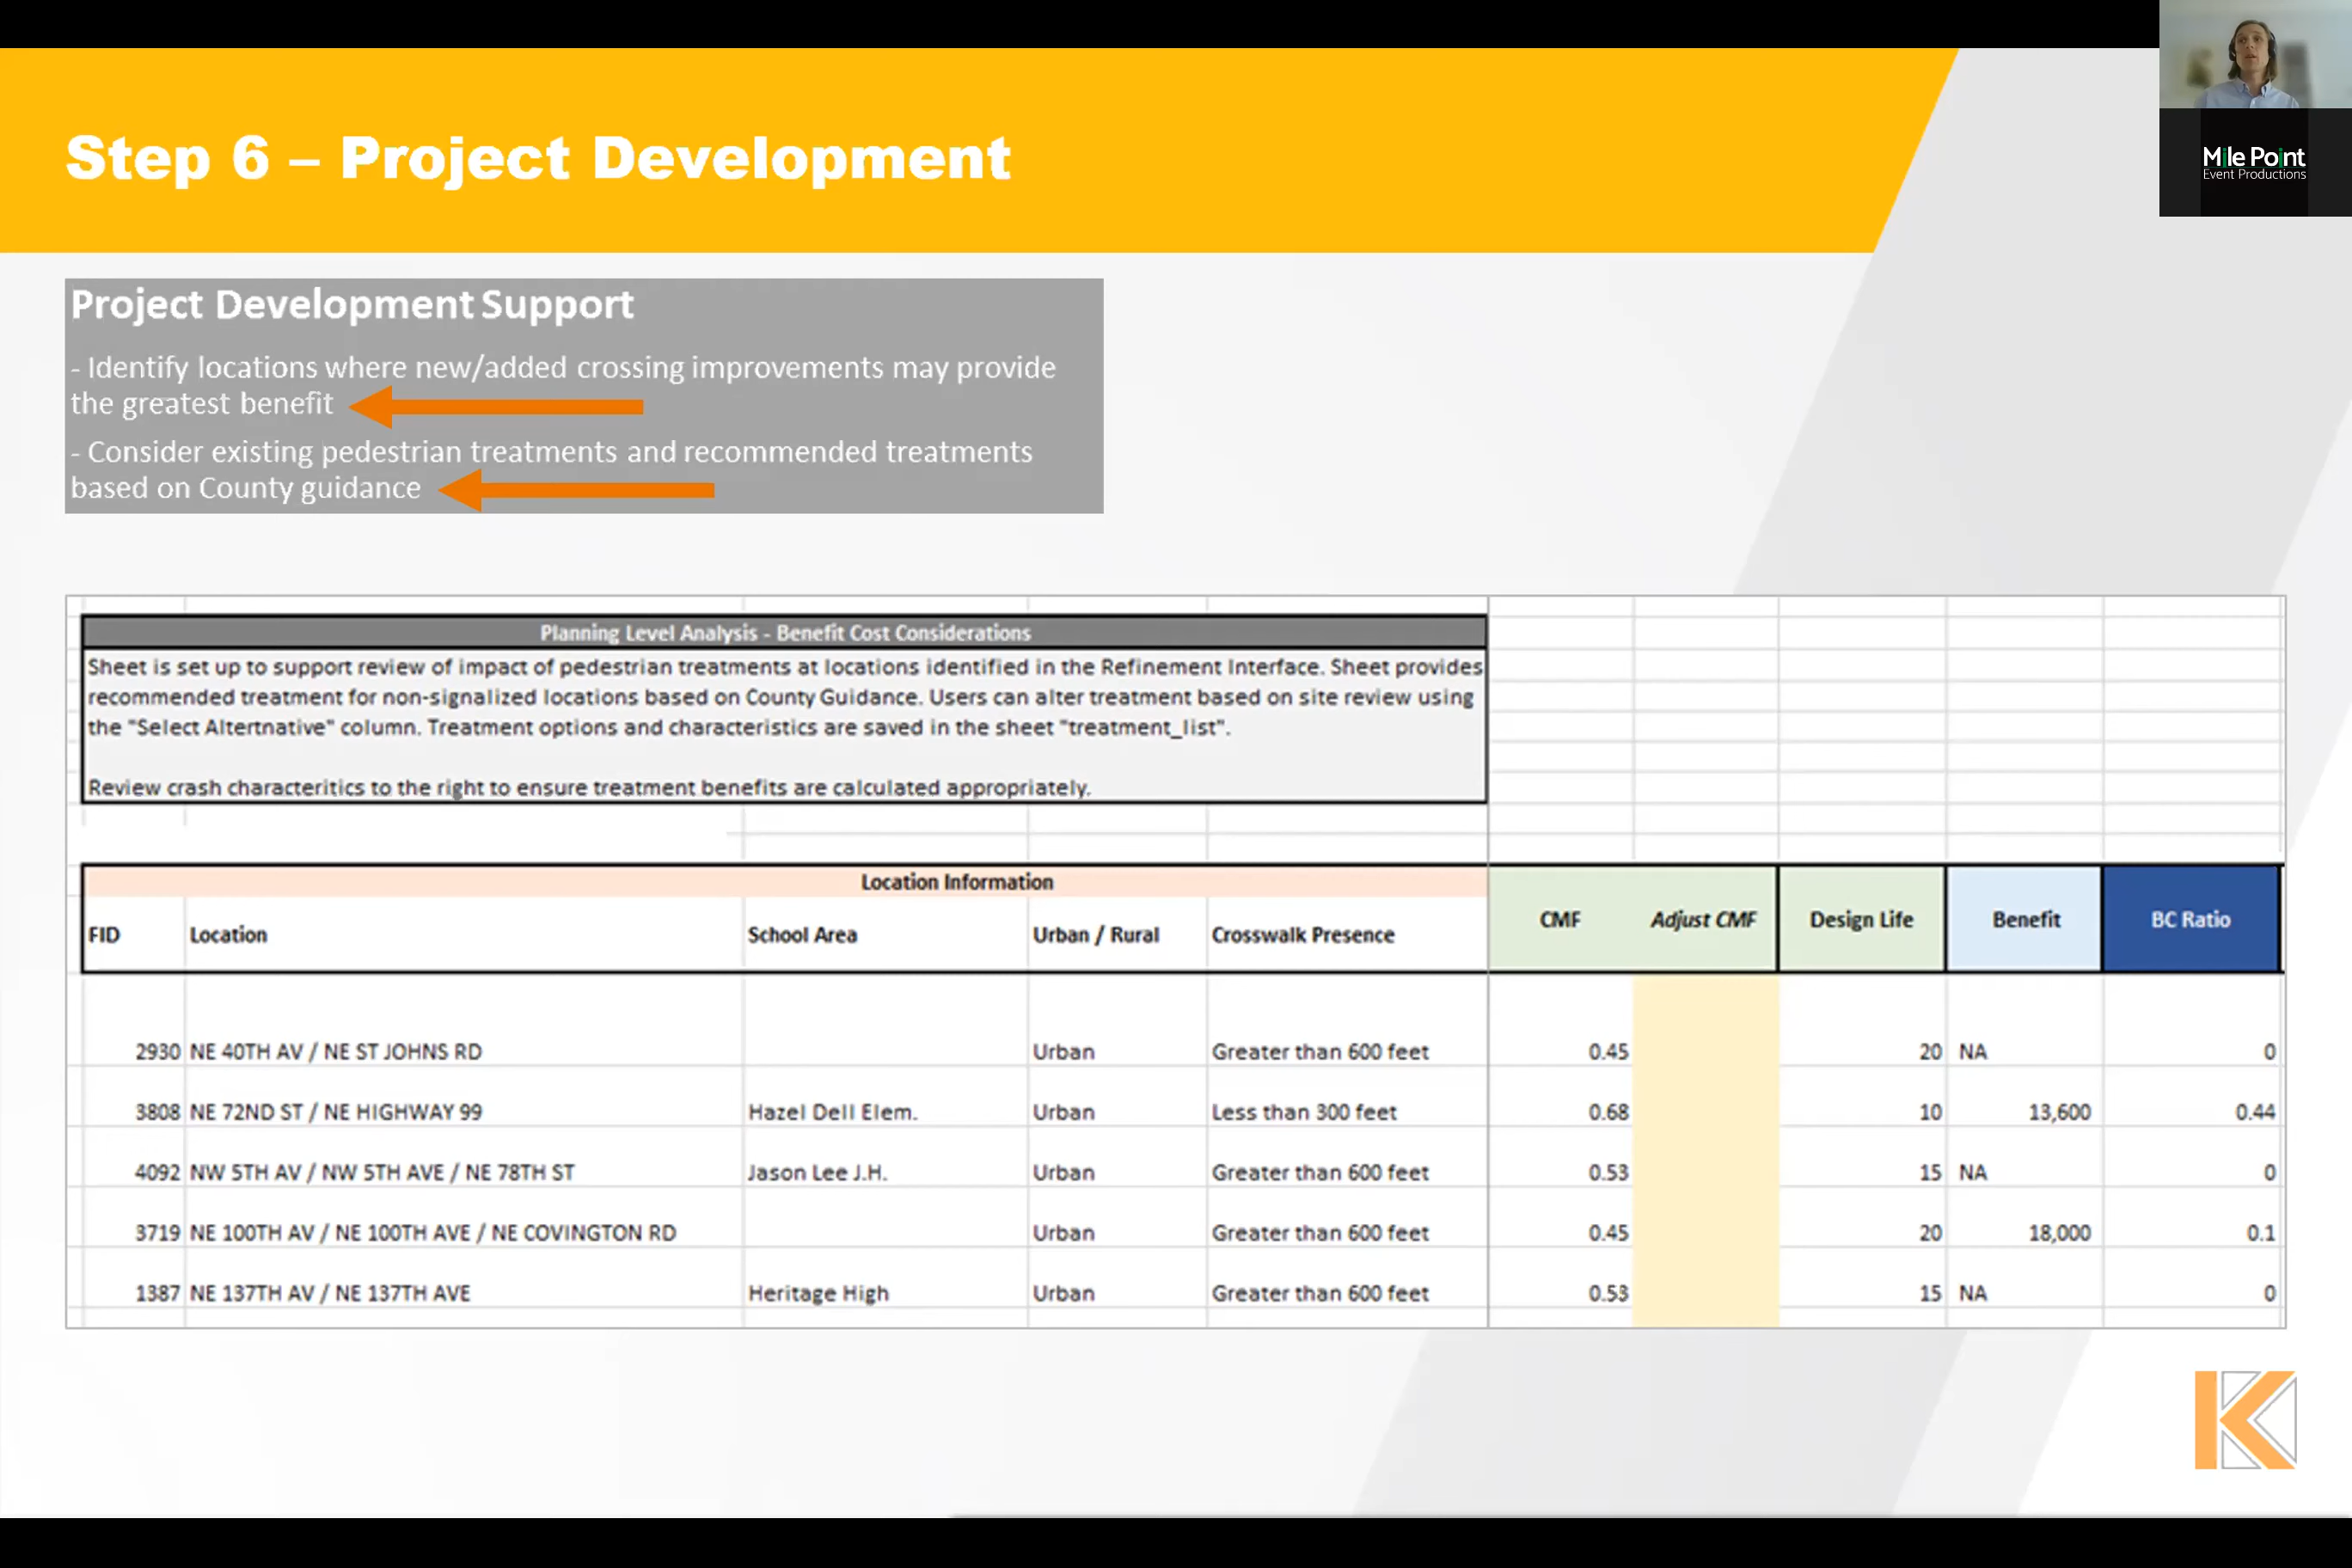 Mile Point
Event Productions
Step 6 – Project Development
Project Development Support
- Identify locations where new/added crossing improvements may provide
the greatest benefit
- Consider existing pedestrian treatments and recommended treatments
based on County guidance
Planning Level Analysis - Benefit Cost Considerations
Sheet is set up to support review of impact of pedestrian treatments at locations identified in the Refinement Interface. Sheet provides
recommended treatment for non-signalized locations based on County Guidance. Users can alter treatment based on site review using
the "Select Altertnative" column. Treatment options and characteristics are saved in the sheet "treatment_list".
Review crash characteritics to the right to ensure treatment benefits are calculated appropriately.
Location Information
FID Location School Area Urban / Rural Crosswalk Presence CMF Adjust CMF Design Life Benefit BC Ratio
2930 NE 40TH AV / NE ST JOHNS RD Urban Greater than 600 feet 0.45 20 NA 0
3808 NE 72ND ST / NE HIGHWAY 99 Hazel Dell Elem. Urban Less than 300 feet 0.68 10 13,600 0.44
4092 NW 5TH AV / NW 5TH AVE / NE 78TH ST Jason Lee J.H. Urban Greater than 600 feet 0.53 15 NA 0
3719 NE 100TH AV / NE 100TH AVE / NE COVINGTON RD Urban Greater than 600 feet 0.45 20 18,000 0.1
1387 NE 137TH AV / NE 137TH AVE Heritage High Urban Greater than 600 feet 0.53 15 NA 0
K